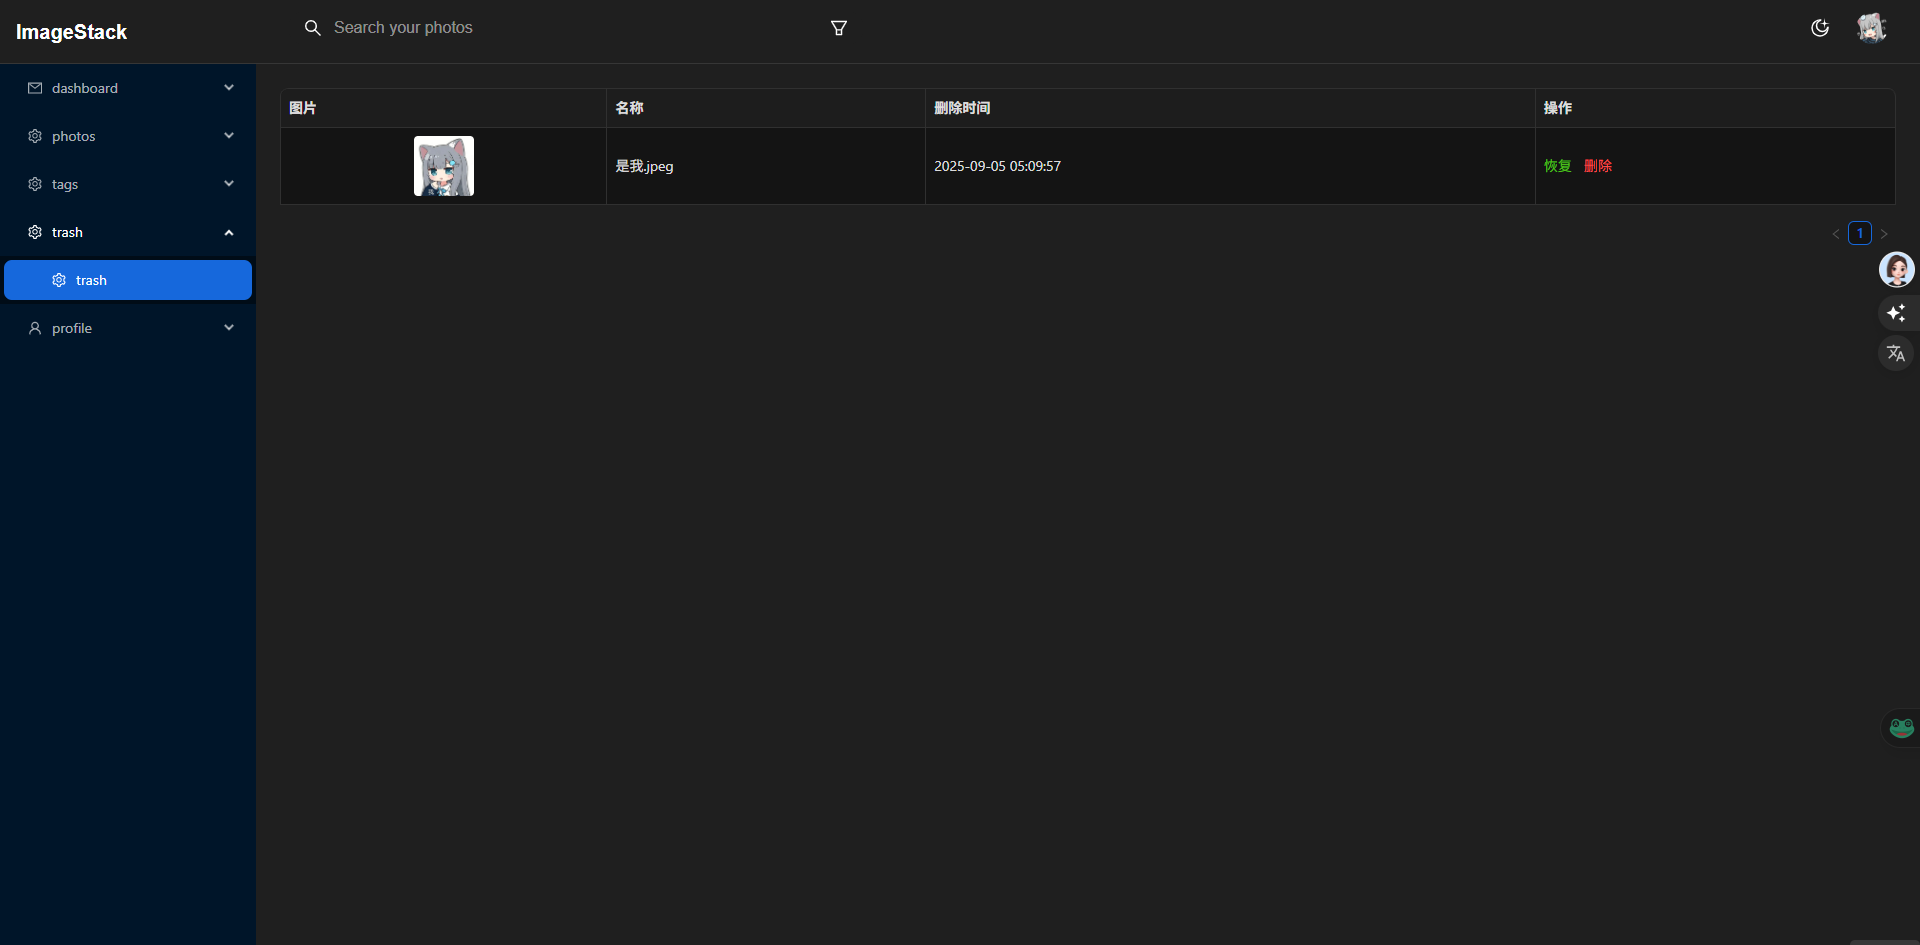 ImageStack
Search your photos
dashboard
photos
tags
trash
trash
profile
图片 名称 删除时间 操作
是我.jpeg 2025-09-05 05:09:57 恢复 删除
1